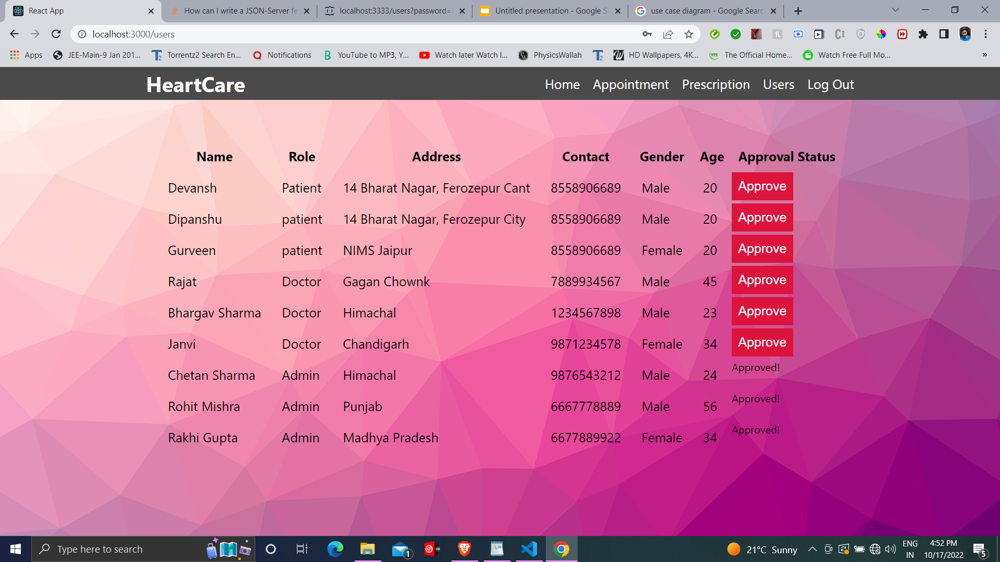 React App
How can I write a JSON-Server fe
localhost:3333/users?password=
Untitled presentation - Google Sl
use case diagram - Google Searc
localhost:3000/users
Apps
JEE-Main-9 Jan 201...
Torrentz2 Search En...
Notifications
YouTube to MP3, Y...
Watch later Watch l...
PhysicsWallah
HD Wallpapers, 4K...
The Official Home...
Watch Free Full Mo...
»
HeartCare
Home Appointment Prescription Users Log Out
Name Role Address Contact Gender Age Approval Status
Devansh Patient 14 Bharat Nagar, Ferozepur Cant 8558906689 Male 20 Approve
Dipanshu patient 14 Bharat Nagar, Ferozepur City 8558906689 Male 20 Approve
Gurveen patient NIMS Jaipur 8558906689 Female 20 Approve
Rajat Doctor Gagan Chownk 7889934567 Male 45 Approve
Bhargav Sharma Doctor Himachal 1234567898 Male 23 Approve
Janvi Doctor Chandigarh 9871234578 Female 34 Approve
Chetan Sharma Admin Himachal 9876543212 Male 24 Approved!
Rohit Mishra Admin Punjab 6667778889 Male 56 Approved!
Rakhi Gupta Admin Madhya Pradesh 6677889922 Female 34 Approved!
Type here to search
1
21°C Sunny
ENG
IN
4:52 PM
10/17/2022
5